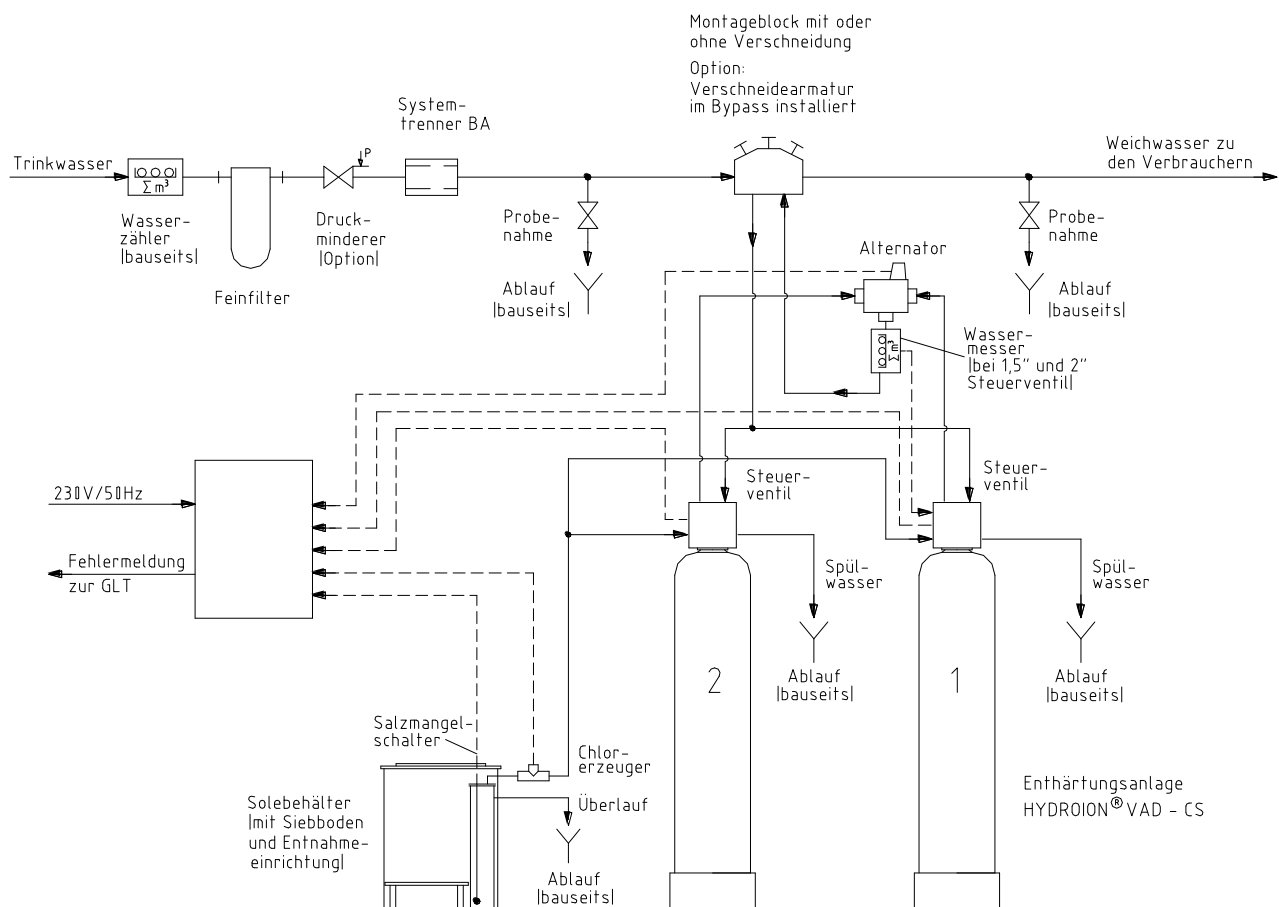 Montageblock mit oder
ohne Verschneidung
Option:
Verschneidearmatur
im Bypass installiert
System-
trenner BA
Trinkwasser
P
Σ m³
Weichwasser zu
den Verbrauchern
Wasser-
zähler
|bauseits|
Druck-
minderer
|Option|
Probe-
nahme
Probe-
nahme
Feinfilter
Ablauf
|bauseits|
Alternator
Ablauf
|bauseits|
Σ m³
Wasser-
messer
|bei 1,5" und 2"
Steuerventil|
Steuer-
ventil
Steuer-
ventil
230V/50Hz
Fehlermeldung
zur GLT
Spül-
wasser
Spül-
wasser
2
1
Ablauf
|bauseits|
Ablauf
|bauseits|
Salzmangel-
schalter
Chlor-
erzeuger
Solebehälter
|mit Siebboden
und Entnahme-
einrichtung|
Überlauf
Ablauf
|bauseits|
Enthärtungsanlage
HYDROION® VAD - CS